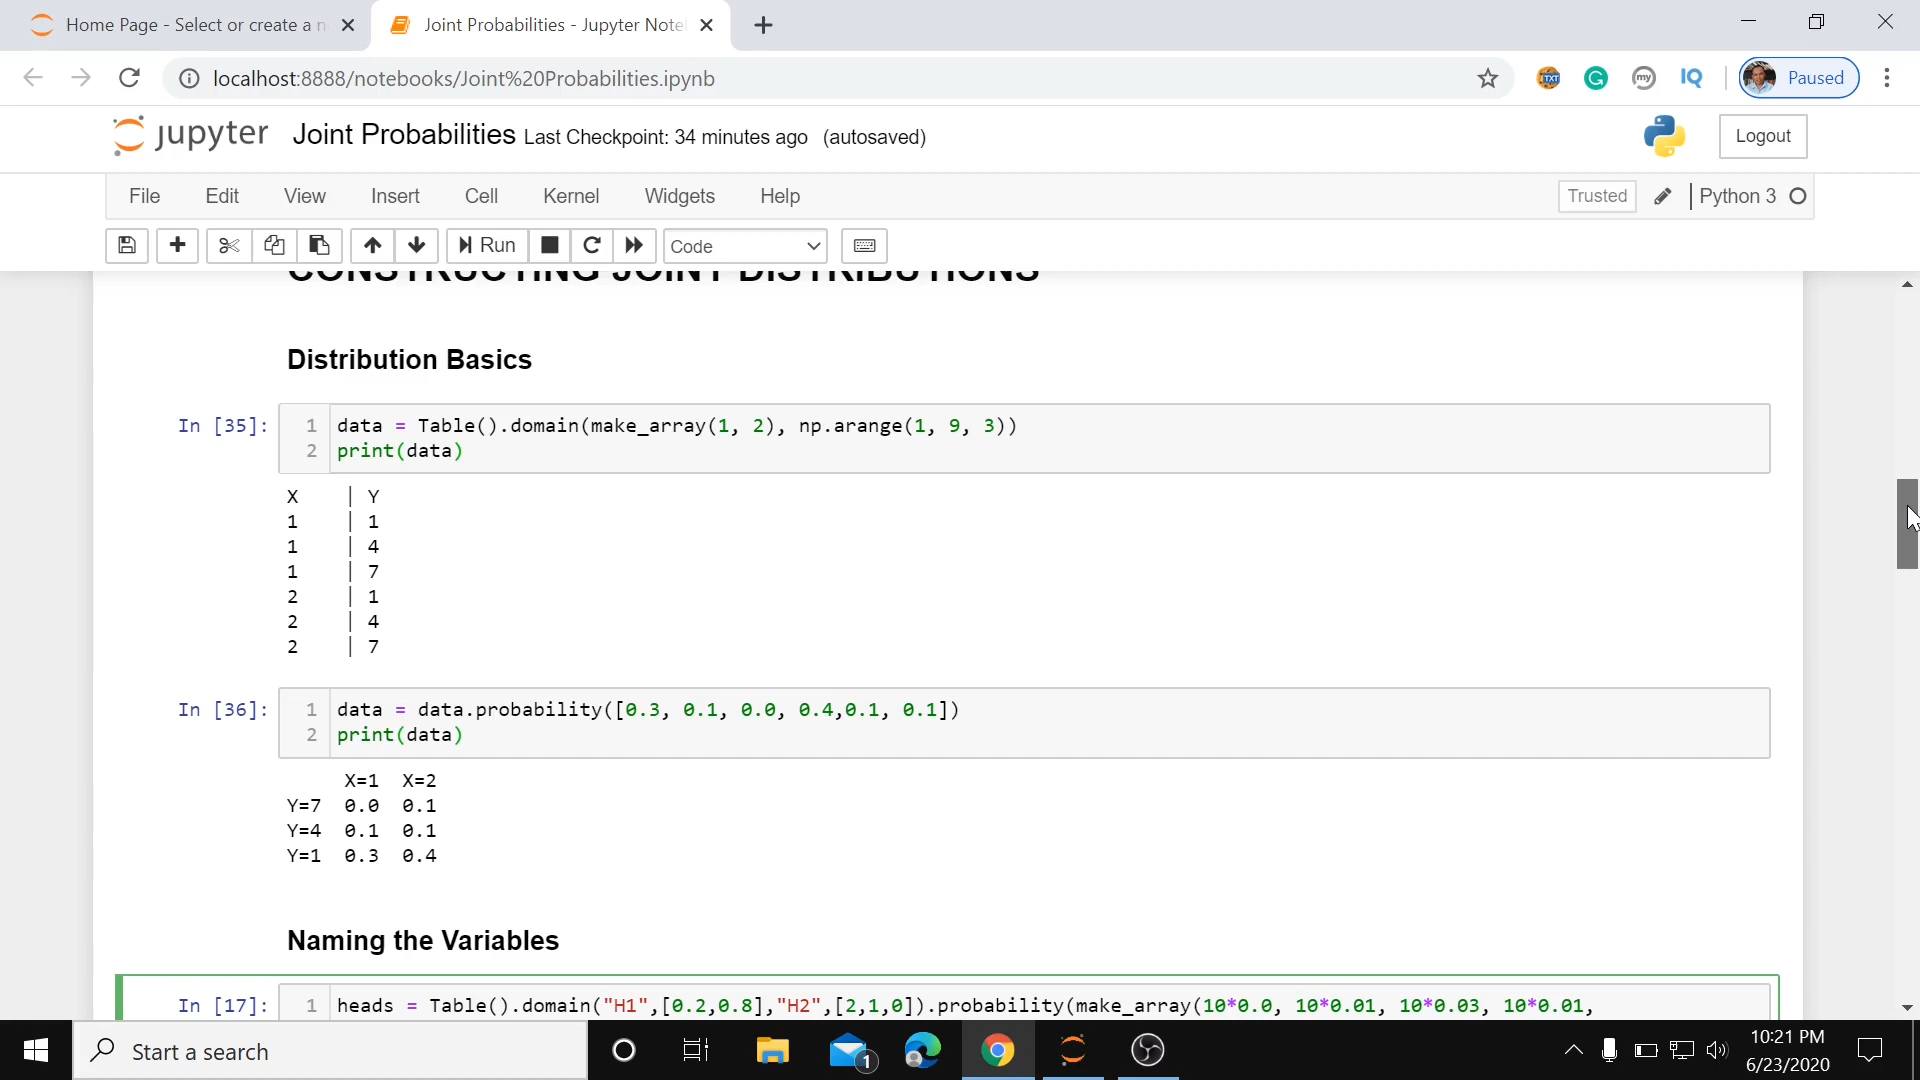 Home Page - Select or create a n
Joint Probabilities - Jupyter Note
localhost:8888/notebooks/Joint%20Probabilities.ipynb
TXT
my
IQ
Paused
jupyter
Joint Probabilities Last Checkpoint: 34 minutes ago (autosaved)
Logout
File Edit View Insert Cell Kernel Widgets Help
Trusted
Python 3
Run
Code
CONSTRUCTING JOINT DISTRIBUTIONS
Distribution Basics
In [35]: 1 data = Table().domain(make_array(1, 2), np.arange(1, 9, 3))
2 print(data)
X | Y
1 | 1
1 | 4
1 | 7
2 | 1
2 | 4
2 | 7
In [36]: 1 data = data.probability([0.3, 0.1, 0.0, 0.4,0.1, 0.1])
2 print(data)
X=1 X=2
Y=7 0.0 0.1
Y=4 0.1 0.1
Y=1 0.3 0.4
Naming the Variables
In [17]: 1 heads = Table().domain("H1",[0.2,0.8],"H2",[2,1,0]).probability(make_array(10*0.0, 10*0.01, 10*0.03, 10*0.01,
Start a search
1
10:21 PM
6/23/2020